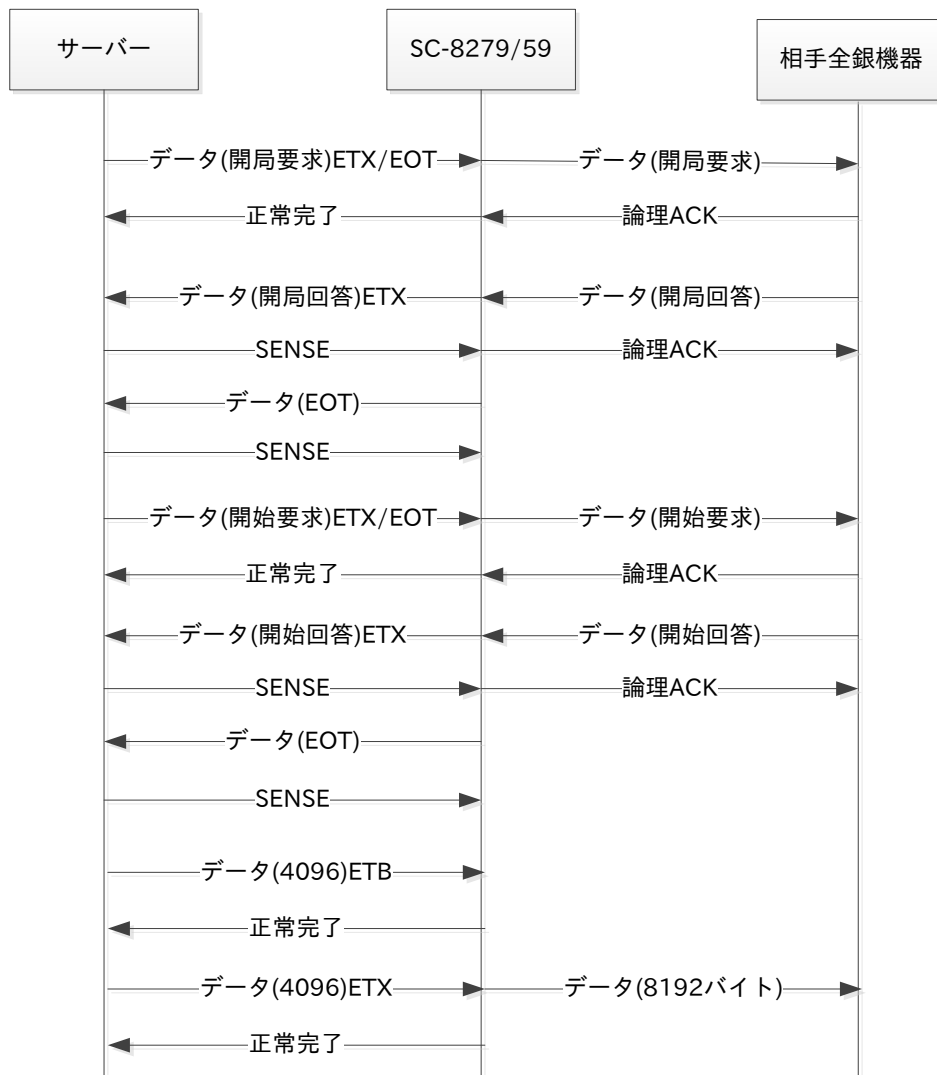 サーバー
SC-8279/59
相手全銀機器
データ(開局要求)ETX/EOT
データ(開局要求)
正常完了
論理ACK
データ(開局回答)ETX
データ(開局回答)
SENSE
論理ACK
データ(EOT)
SENSE
データ(開始要求)ETX/EOT
データ(開始要求)
正常完了
論理ACK
データ(開始回答)ETX
データ(開始回答)
SENSE
論理ACK
データ(EOT)
SENSE
データ(4096)ETB
正常完了
データ(4096)ETX
データ(8192バイト)
正常完了